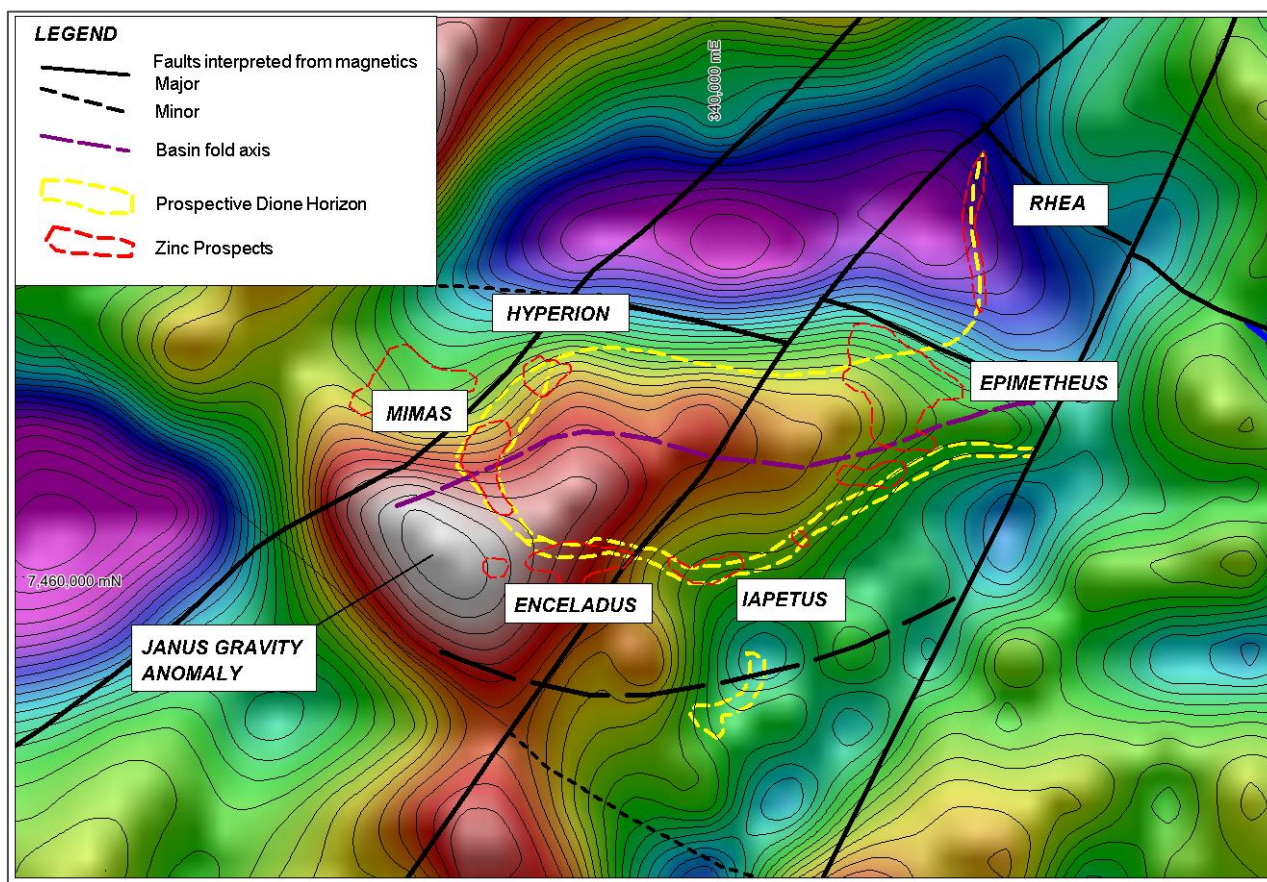 LEGEND
Faults interpreted from magnetics
Major
Minor
Basin fold axis
Prospective Dione Horizon
Zinc Prospects
340,000 mE
RHEA
HYPERION
EPIMETHEUS
MIMAS
7,460,000 mN
ENCELADUS
IAPETUS
JANUS GRAVITY
ANOMALY